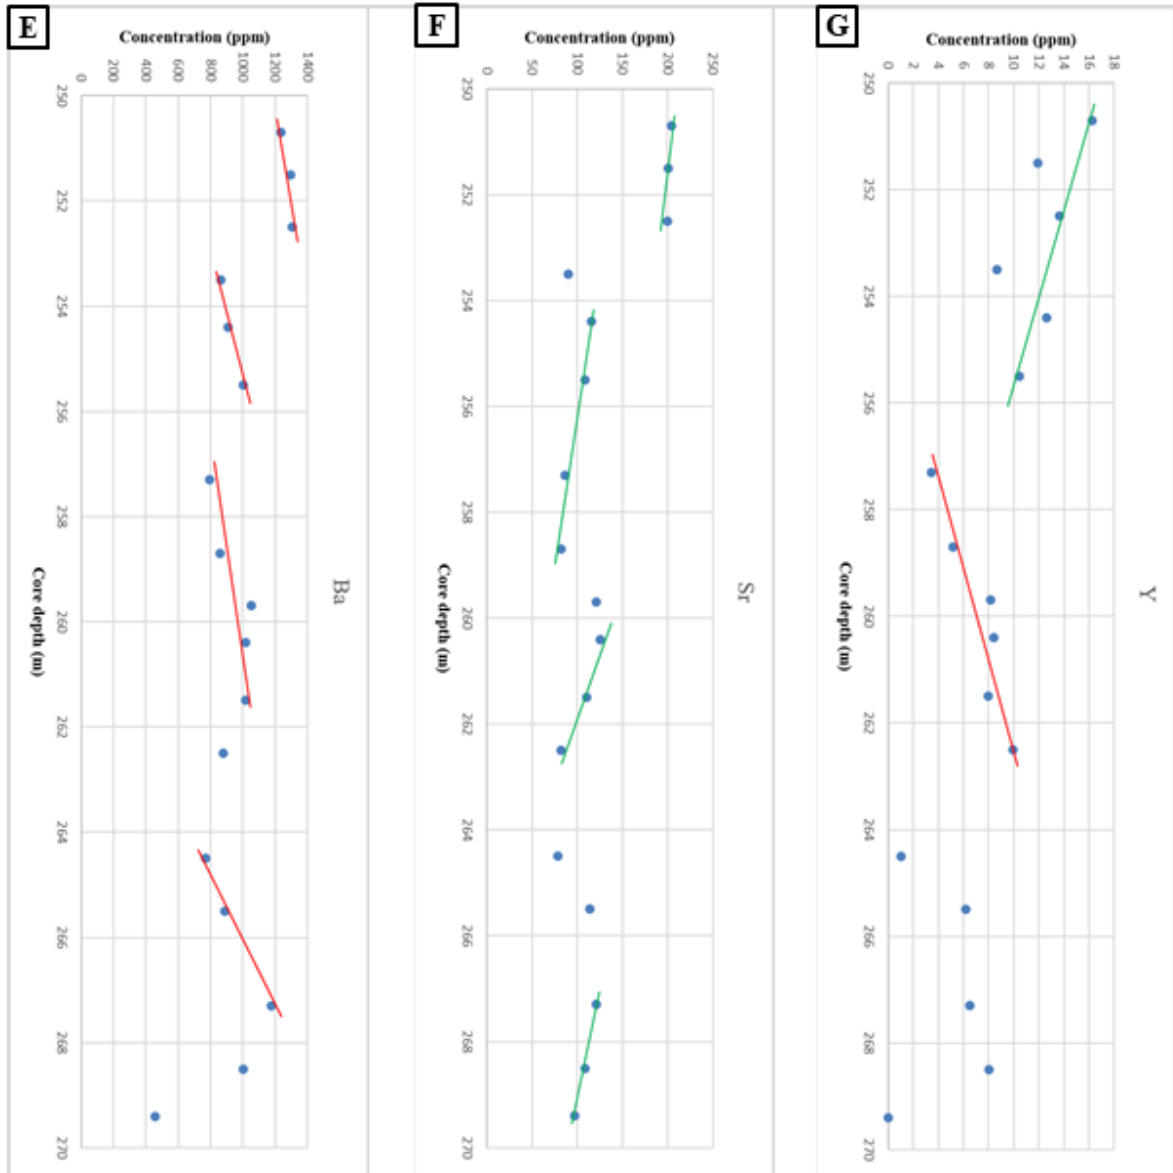 E
Concentration (ppm)
0 200 400 600 800 1000 1200 1400
250
252
254
256
258
260
262
264
266
268
270
Core depth (m)
Ba
F
Concentration (ppm)
0 50 100 150 200 250
250
252
254
256
258
260
262
264
266
268
270
Core depth (m)
Sr
G
Concentration (ppm)
0 2 4 6 8 10 12 14 16 18
250
252
254
256
258
260
262
264
266
268
270
Core depth (m)
Y